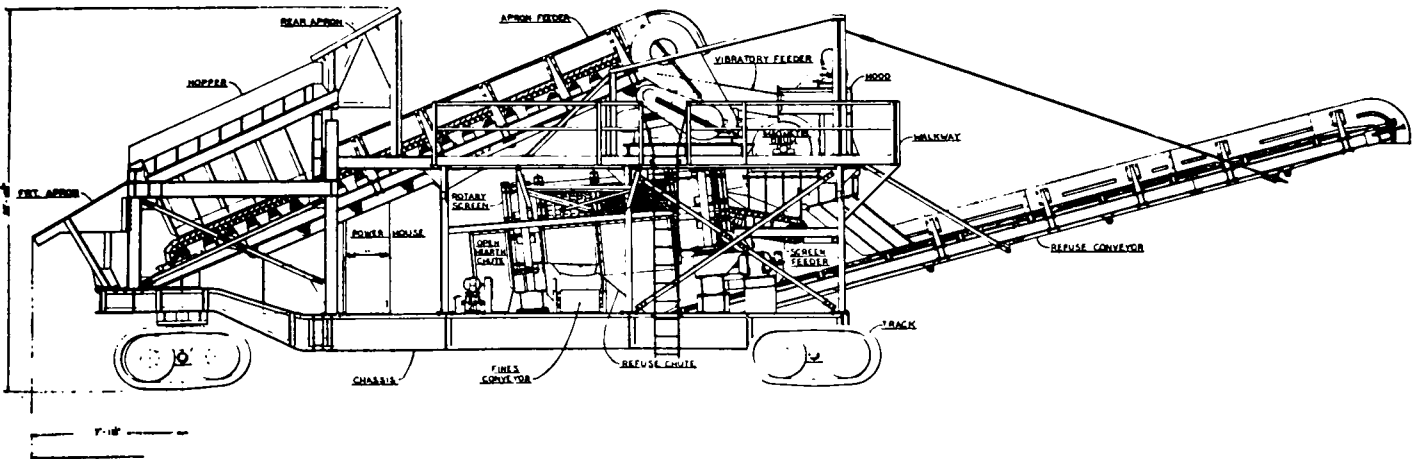 REAR APRON
APRON FEEDER
VIBRATORY FEEDER
HOPPER
HOOD
WALKWAY
FRT. APRON
ROTARY
SCREEN
POWER HOUSE
OPEN
HEARTH
CHUTE
SCREEN
FEEDER
REFUSE CONVEYOR
TRACK
CHASSIS
FINES
CONVEYOR
REFUSE CHUTE